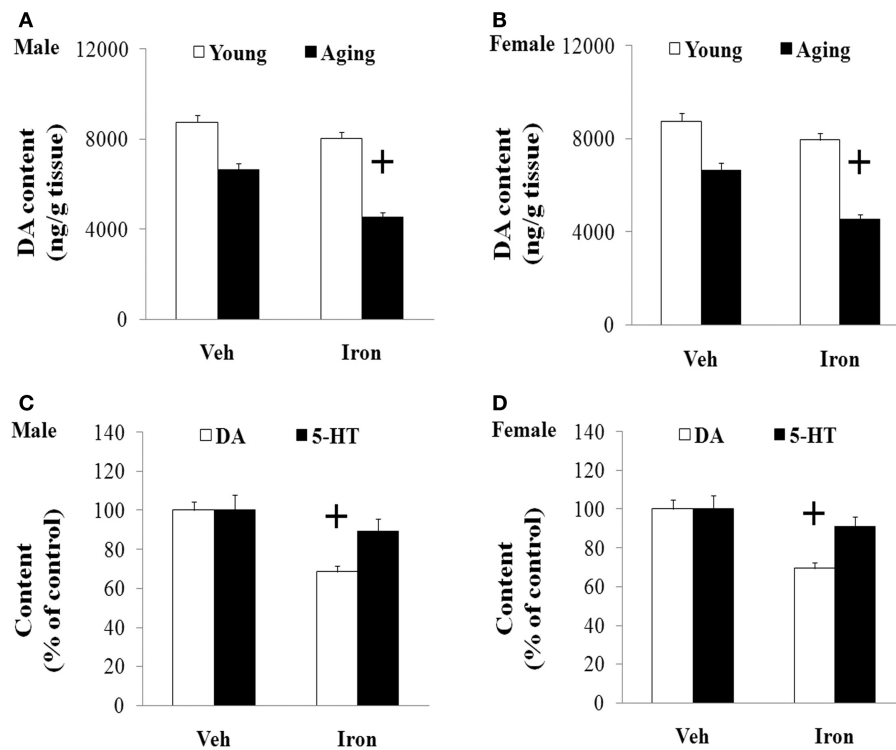 A
Male
12000
8000
4000
0
DA content
(ng/g tissue)
Young
Aging
+
Veh
Iron
B
Female
12000
8000
4000
0
DA content
(ng/g tissue)
Young
Aging
+
Veh
Iron
C
Male
140
120
100
80
60
40
20
0
Content
(% of control)
DA
5-HT
+
Veh
Iron
D
Female
140
120
100
80
60
40
20
0
Content
(% of control)
DA
5-HT
+
Veh
Iron